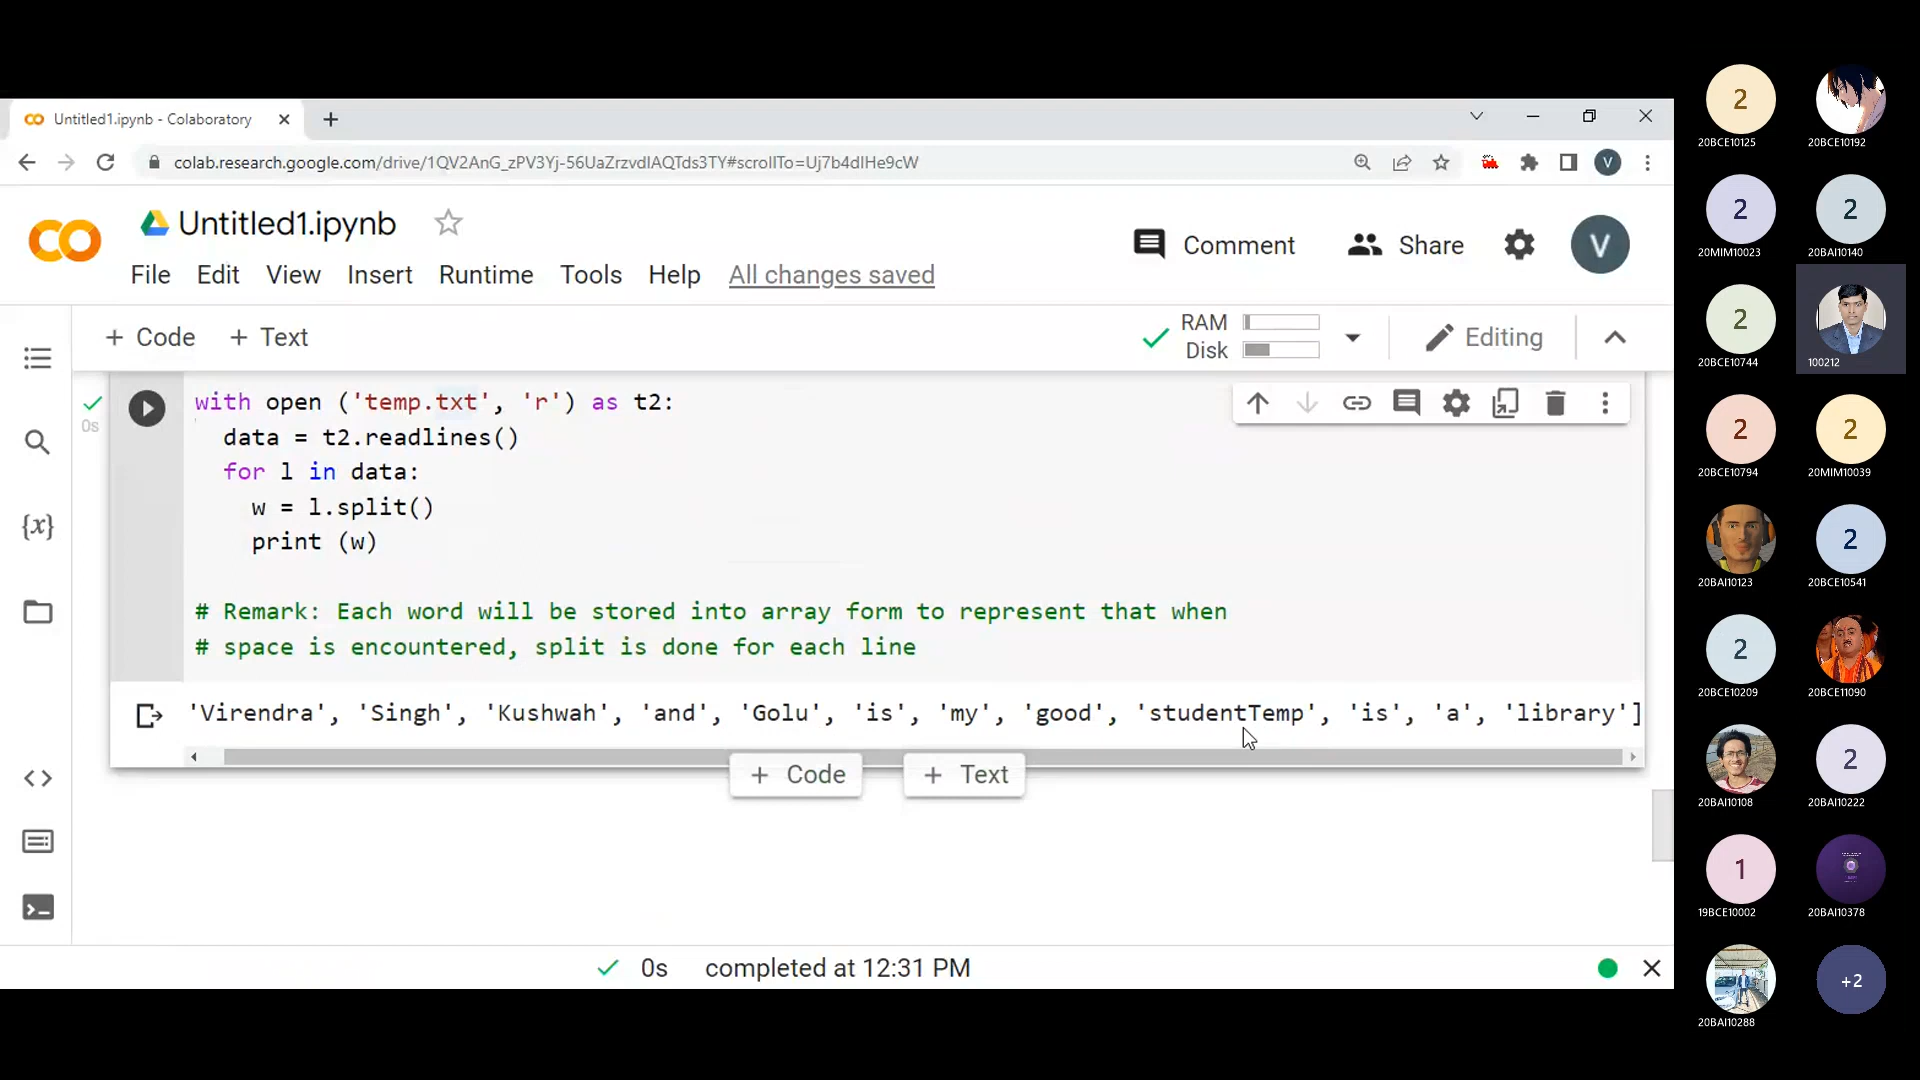 Untitled1.ipynb - Colaboratory
colab.research.google.com/drive/1QV2AnG_zPV3Yj-56UaZrzvdlAQTds3TY#scrollTo=Uj7b4dlHe9cW
V
Untitled1.ipynb
Comment Share V
File Edit View Insert Runtime Tools Help All changes saved
+ Code + Text
RAM
Disk
Editing
0s
with open ('temp.txt', 'r') as t2:
data = t2.readlines()
for l in data:
w = l.split()
print (w)
# Remark: Each word will be stored into array form to represent that when
# space is encountered, split is done for each line
{x}
'Virendra', 'Singh', 'Kushwah', 'and', 'Golu', 'is', 'my', 'good', 'studentTemp', 'is', 'a', 'library']
+ Code + Text
0s completed at 12:31 PM
2
20BCE10125 20BCE10192
2 2
20MIM10023 20BAI10140
2
20BCE10744 100212
2 2
20BCE10794 20MIM10039
2
20BAI10123 20BCE10541
2
20BCE10209 20BCE11090
2
20BAI10108 20BAI10222
1
19BCE10002 20BAI10378
+2
20BAI10288